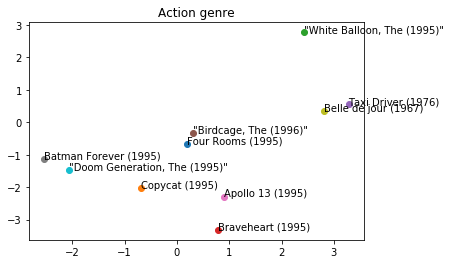 Action genre
3
"White Balloon, The (1995)"
2
1
Taxi Driver (1976)
Belle de jour (1967)
0
"Birdcage, The (1996)"
Four Rooms (1995)
−1
Batman Forever (1995)
"Doom Generation, The (1995)"
−2
Copycat (1995)
Apollo 13 (1995)
−3
Braveheart (1995)
−2 −1 0 1 2 3